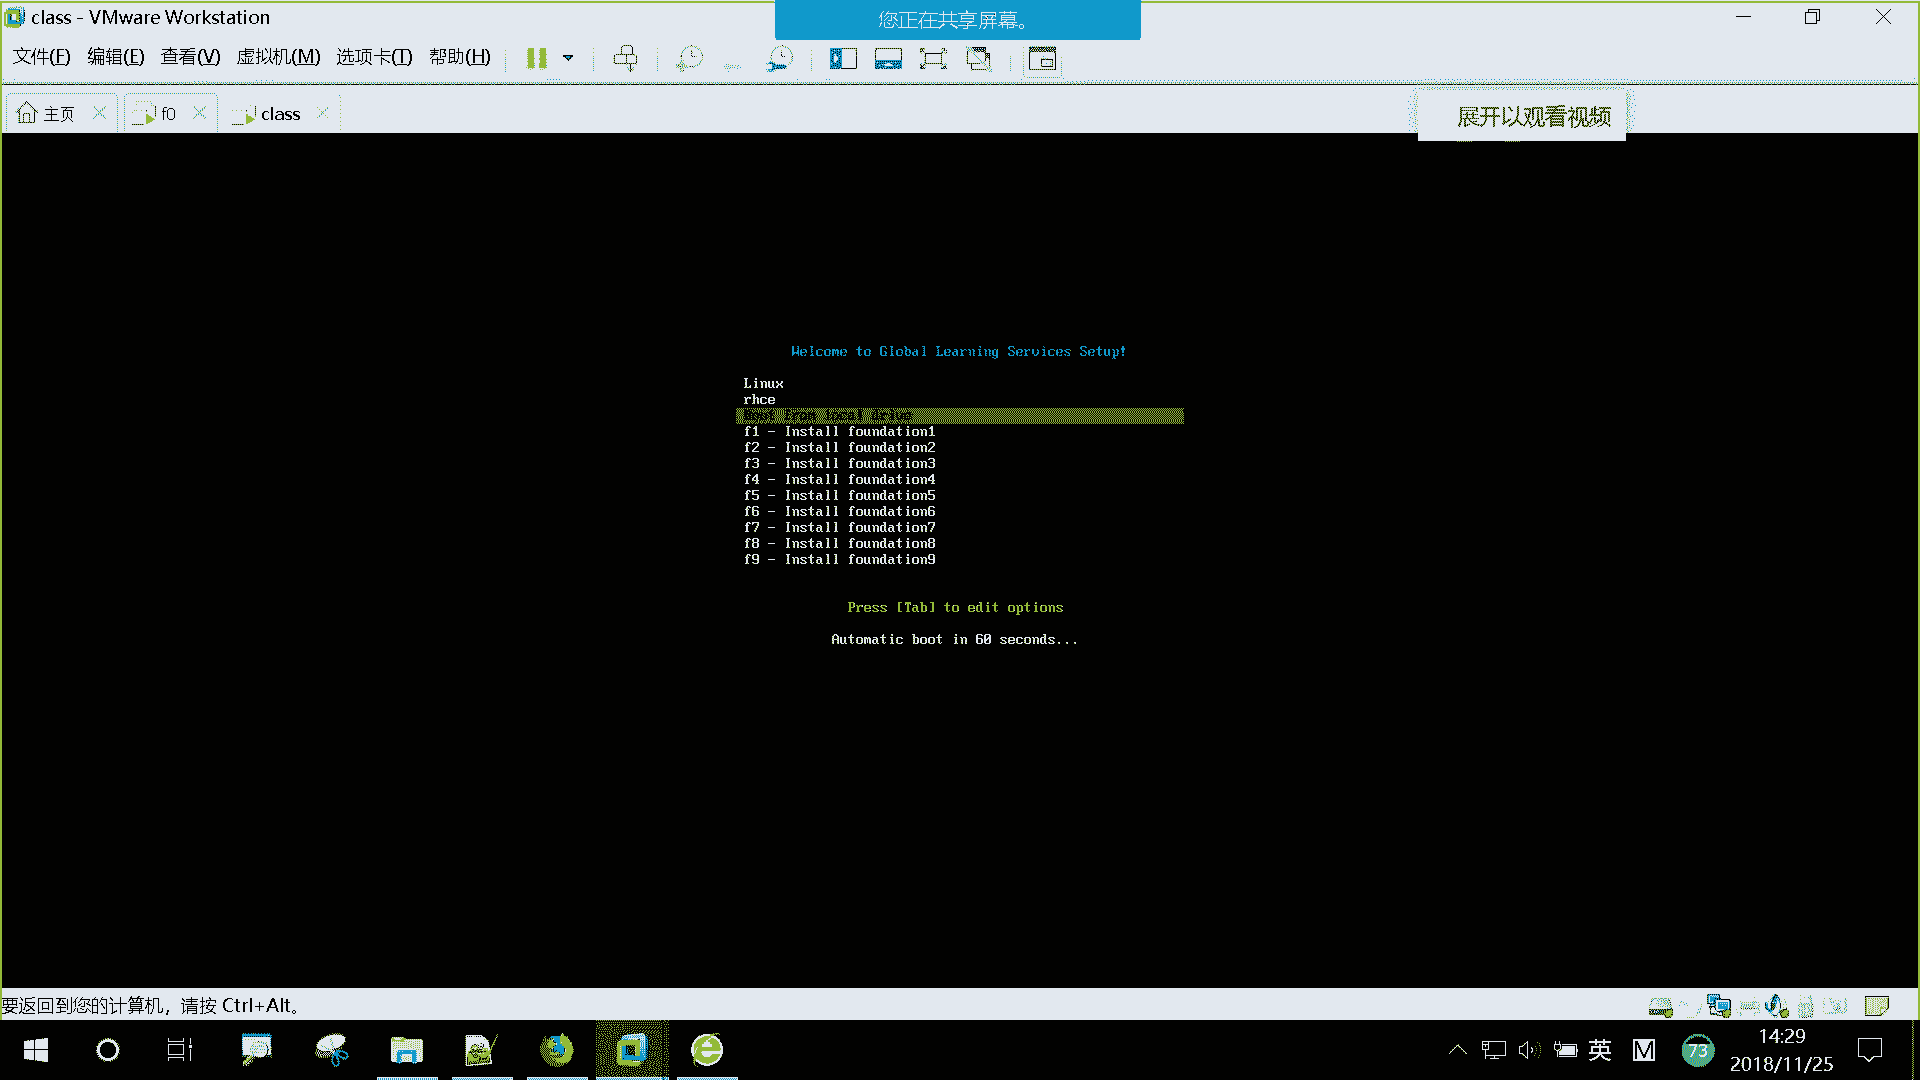 class - VMware Workstation
您正在共享屏幕。
文件(F) 编辑(E) 查看(V) 虚拟机(M) 选项卡(T) 帮助(H)
主页 f0 class
展开以观看视频
Welcome to Global Learning Services Setup!
Linux
rhce
Boot from local drive
f1 - Install foundation1
f2 - Install foundation2
f3 - Install foundation3
f4 - Install foundation4
f5 - Install foundation5
f6 - Install foundation6
f7 - Install foundation7
f8 - Install foundation8
f9 - Install foundation9
Press [Tab] to edit options
Automatic boot in 60 seconds...
要返回到您的计算机，请按 Ctrl+Alt。
英 M 73 14:29
2018/11/25